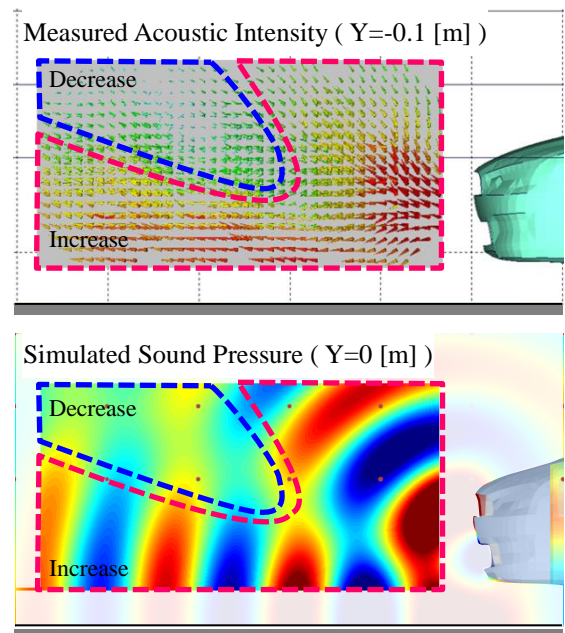 Measured Acoustic Intensity ( Y=-0.1 [m] )
Decrease
Increase
Simulated Sound Pressure ( Y=0 [m] )
Decrease
Increase